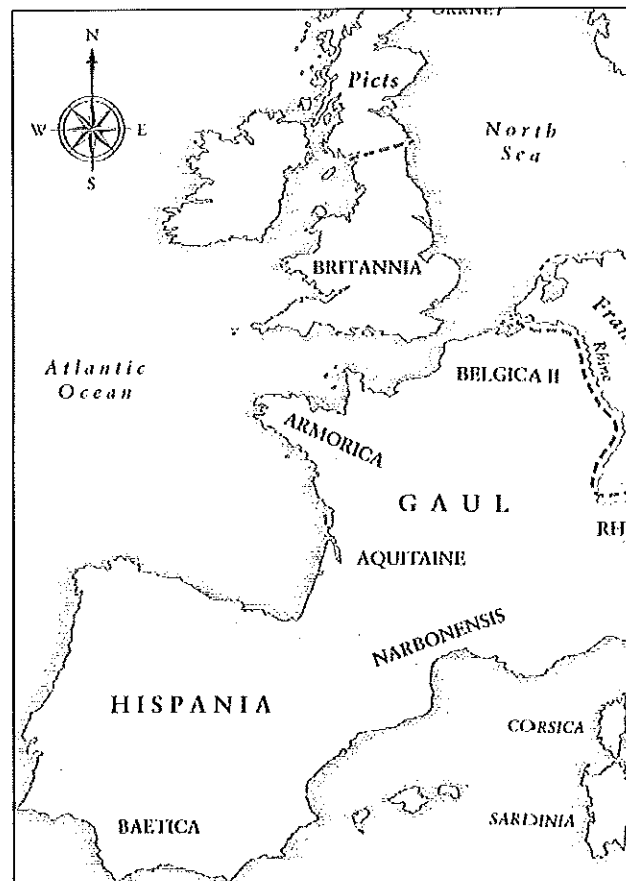 N
W E
S
Picts
North
Sea
BRITANNIA
Atlantic
Ocean
Rhine
BELGICA II
ARMORICA
GAUL
AQUITAINE
NARBONENSIS
HISPANIA
CORSICA
BAETICA
SARDINIA